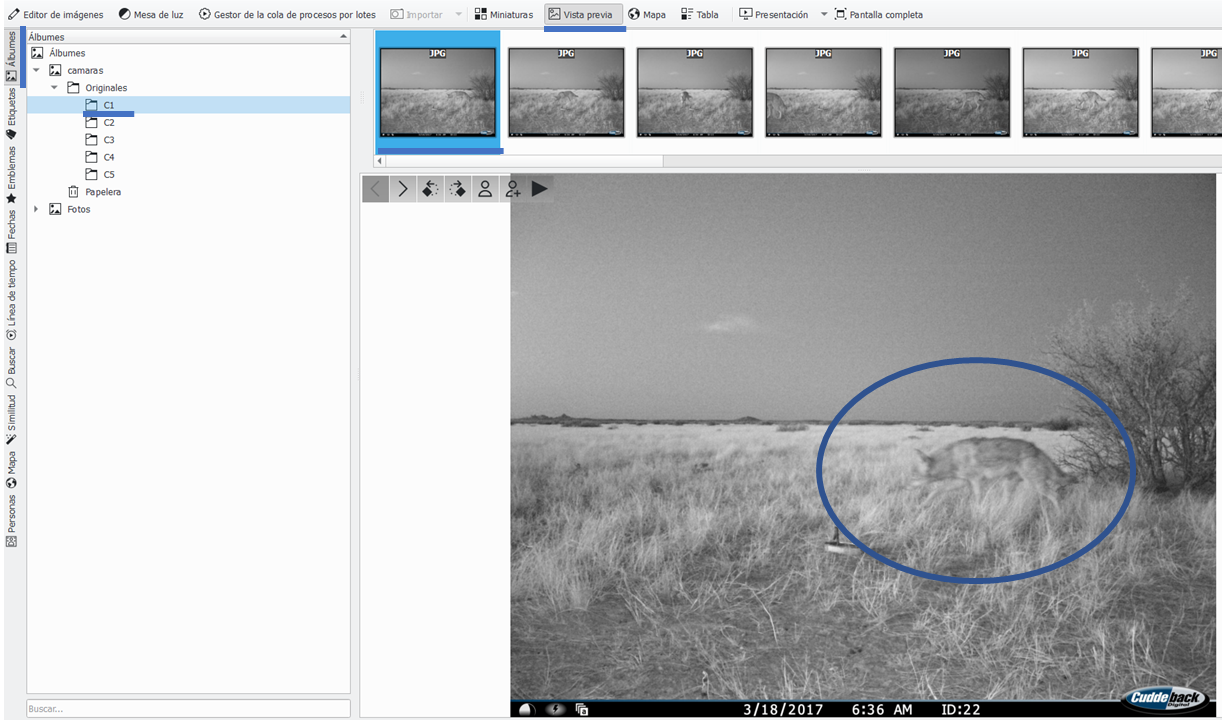 Editor de imágenes Mesa de luz Gestor de la cola de procesos por lotes Importar Miniaturas Vista previa Mapa Tabla Presentación Pantalla completa
Álbumes
Etiquetas
Emblemas
Fechas
Línea de tiempo
Buscar
Similitud
Mapa
Personas
Álbumes
Álbumes
camaras
Originales
C1
C2
C3
C4
C5
Papelera
Fotos
Buscar...
JPG JPG JPG JPG JPG JPG JPG
Cuddeback
Digital
3/18/2017 6:36 AM ID:22